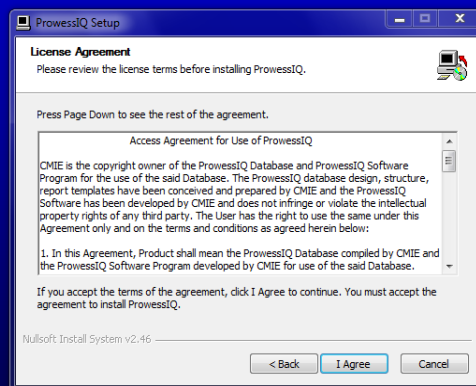 ProwessIQ Setup
License Agreement
Please review the license terms before installing ProwessIQ.
Press Page Down to see the rest of the agreement.
Access Agreement for Use of ProwessIQ
CMIE is the copyright owner of the ProwessIQ Database and ProwessIQ Software
Program for the use of the said Database. The ProwessIQ database design, structure,
report templates have been conceived and prepared by CMIE and the ProwessIQ
Software has been developed by CMIE and does not infringe or violate the intellectual
property rights of any third party. The User has the right to use the same under this
Agreement only and on the terms and conditions as agreed herein below:
1. In this Agreement, Product shall mean the ProwessIQ Database compiled by CMIE and
the ProwessIQ Software Program developed by CMIE for use of the said Database.
If you accept the terms of the agreement, click I Agree to continue. You must accept the
agreement to install ProwessIQ.
Nullsoft Install System v2.46
< Back
I Agree
Cancel